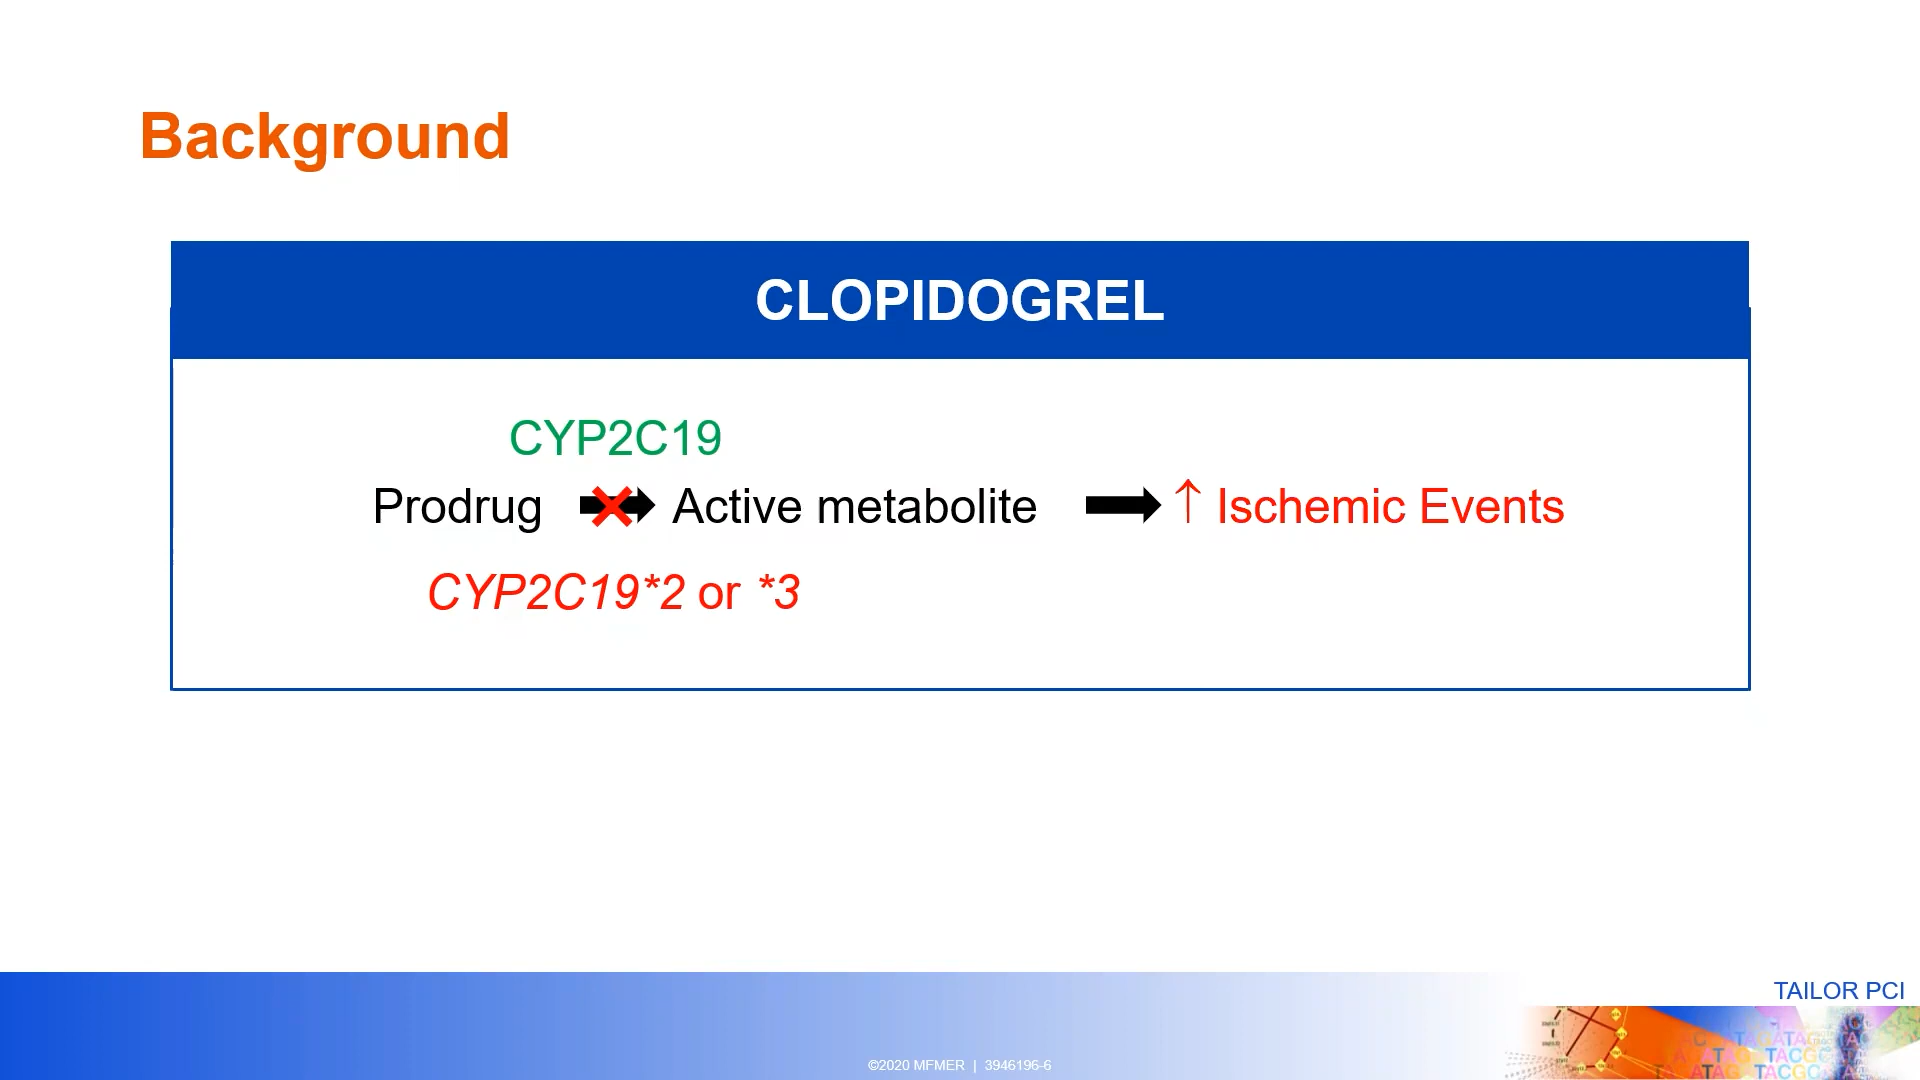 Background
CLOPIDOGREL
CYP2C19
Prodrug Active metabolite ↑ Ischemic Events
CYP2C19*2 or *3
TAILOR PCI
©2020 MFMER | 3946196-6